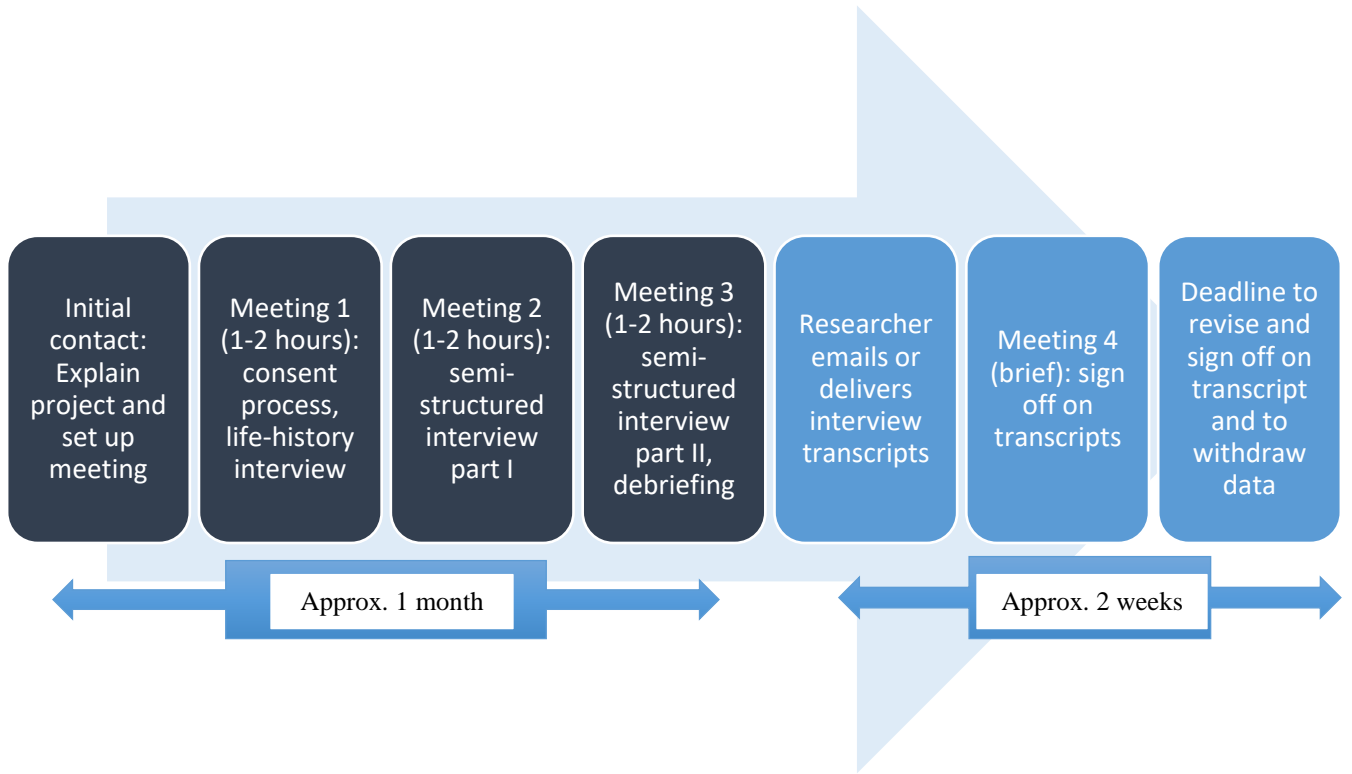 Initial
contact:
Explain
project and
set up
meeting
Meeting 1
(1-2 hours):
consent
process,
life-history
interview
Meeting 2
(1-2 hours):
semi-
structured
interview
part I
Meeting 3
(1-2 hours):
semi-
structured
interview
part II,
debriefing
Researcher
emails or
delivers
interview
transcripts
Meeting 4
(brief): sign
off on
transcripts
Deadline to
revise and
sign off on
transcript
and to
withdraw
data
Approx. 1 month
Approx. 2 weeks